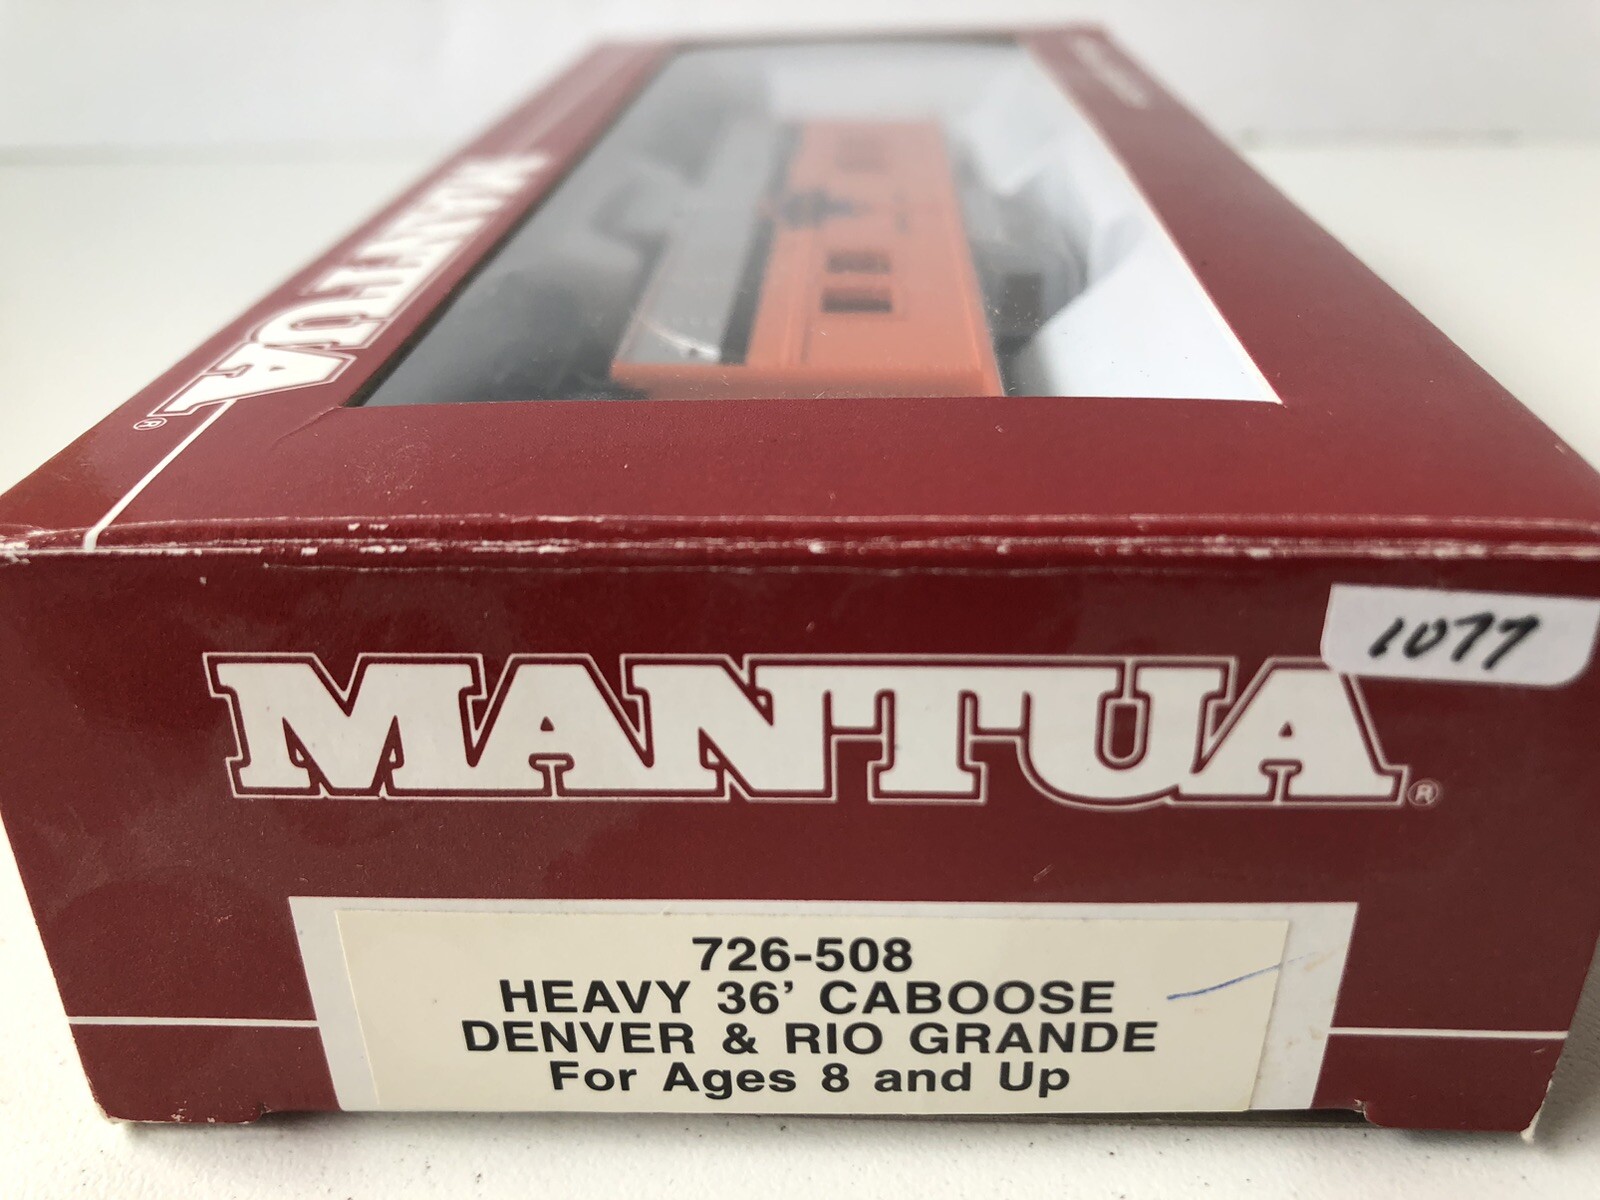 MANTUA®
1077
MANTUA®
726-508
HEAVY 36' CABOOSE
DENVER & RIO GRANDE
For Ages 8 and Up